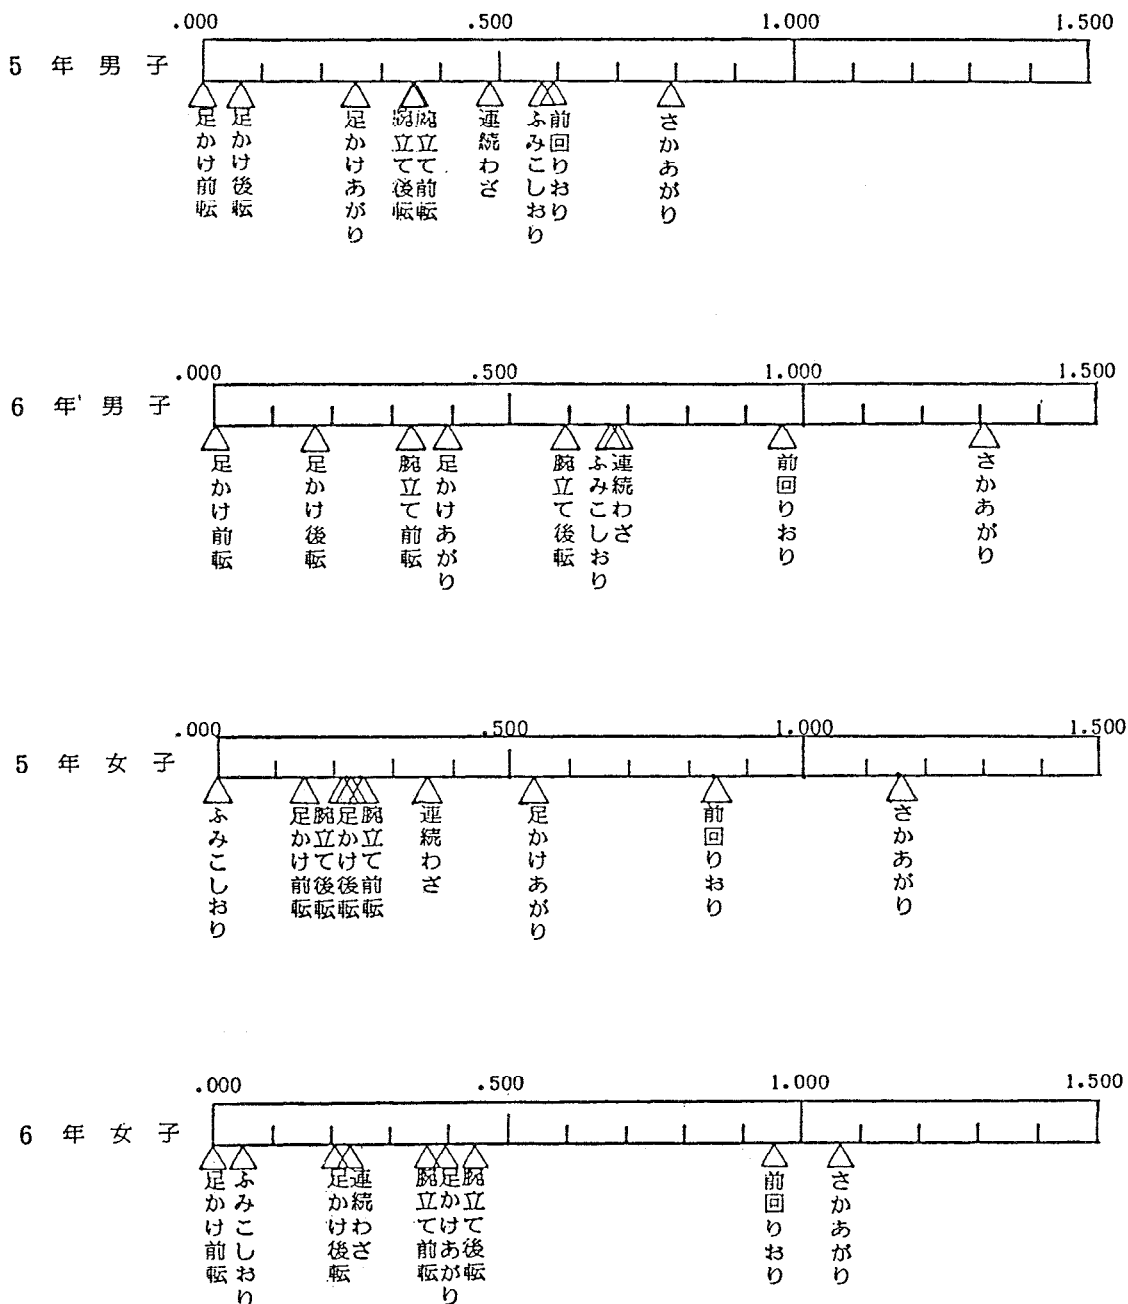 .000 .500 1.000 1.500
5 年 男 子
足かけ前転
足かけ後転
足かけあがり
腕立て後転
腕立て前転
連続わざ
ふみこしおり
前回りおり
さかあがり
.000 .500 1.000 1.500
6 年 男 子
足かけ前転
足かけ後転
腕立て前転
足かけあがり
腕立て後転
ふみこしおり
連続わざ
前回りおり
さかあがり
.000 .500 1.000 1.500
5 年 女 子
ふみこしおり
足かけ前転
腕立て後転
足かけ後転
腕立て前転
連続わざ
足かけあがり
前回りおり
さかあがり
.000 .500 1.000 1.500
6 年 女 子
足かけ前転
ふみこしおり
足かけ後転
連続わざ
腕立て前転
足かけあがり
腕立て後転
前回りおり
さかあがり